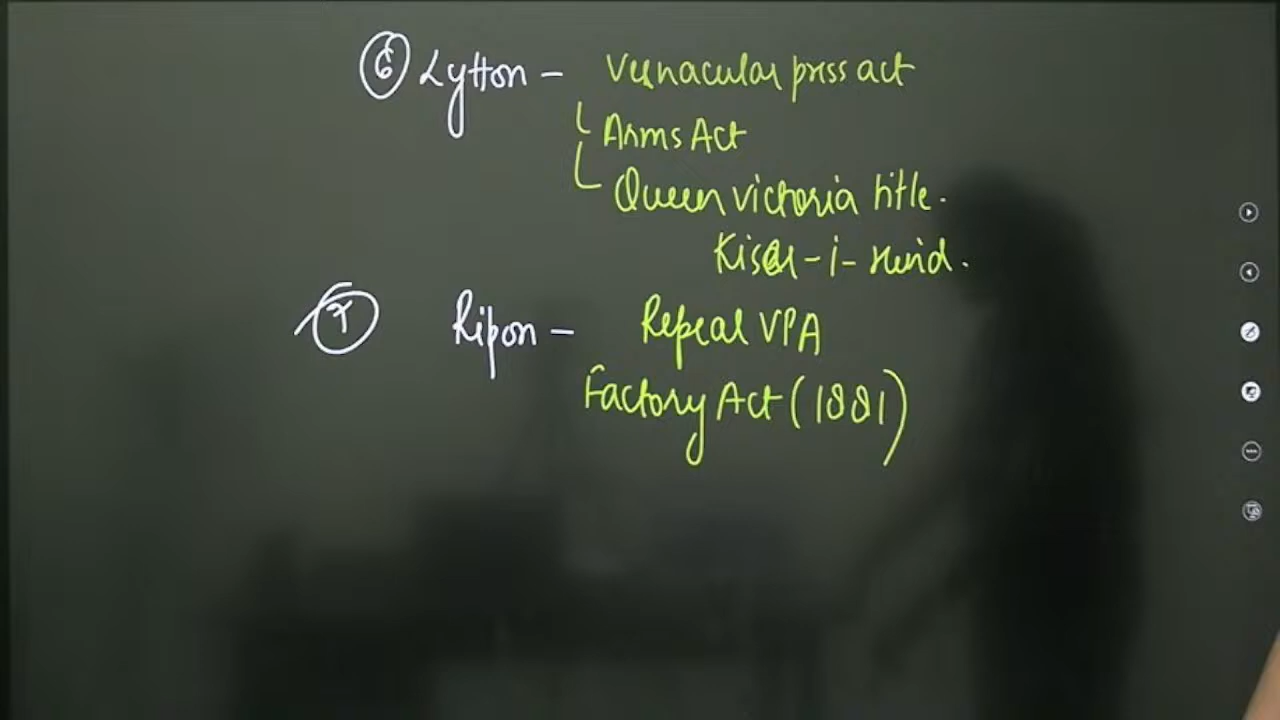 ⑥ Lytton - Vernacular press act
Arms Act
Queen victoria title.
Kiser-i-Hind.
⑦ Ripon - Repeal VPA
Factory Act (1881)